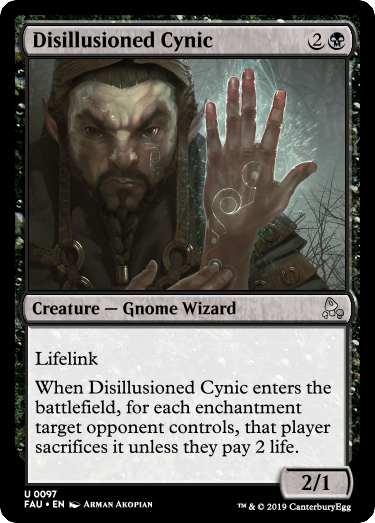 Disillusioned Cynic 2
Creature — Gnome Wizard
Lifelink
When Disillusioned Cynic enters the
battlefield, for each enchantment
target opponent controls, that player
sacrifices it unless they pay 2 life.
2/1
U 0097
FAU • EN Arman Akopian
™ & © 2019 CanterburyEgg